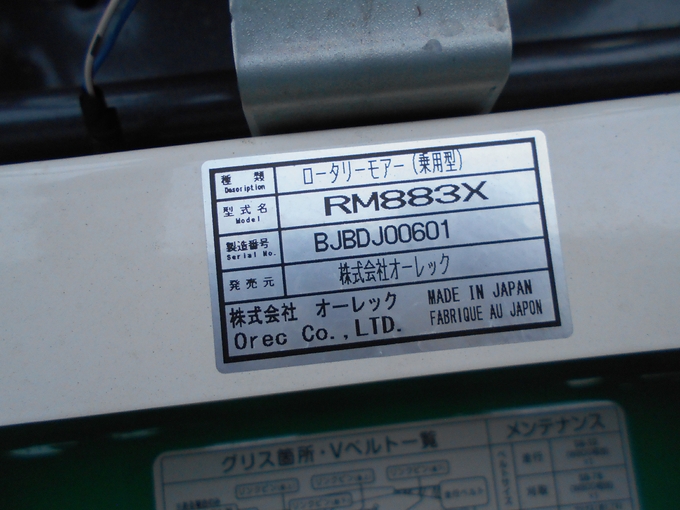 種類 ロータリーモアー(乗用型)
Description
型式名 RM883X
Model
製造番号 BJBDJ00601
Serial No.
発売元 株式会社オーレック
株式会社 オーレック MADE IN JAPAN
Orec Co.,LTD. FABRIQUE AU JAPON
グリス箇所・Vベルト一覧 メンテナンス